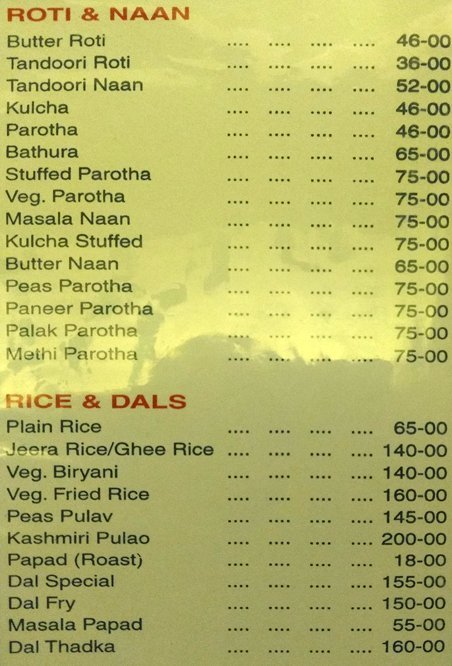 ROTI & NAAN
Butter Roti .... .... .... .... 46-00
Tandoori Roti .... .... .... .... 36-00
Tandoori Naan .... .... .... .... 52-00
Kulcha .... .... .... .... 46-00
Parotha .... .... .... .... 46-00
Bathura .... .... .... .... 65-00
Stuffed Parotha .... .... .... .... 75-00
Veg. Parotha .... .... .... .... 75-00
Masala Naan .... .... .... .... 75-00
Kulcha Stuffed .... .... .... .... 75-00
Butter Naan .... .... .... .... 65-00
Peas Parotha .... .... .... .... 75-00
Paneer Parotha .... .... .... .... 75-00
Palak Parotha .... .... .... .... 75-00
Methi Parotha .... .... .... .... 75-00
RICE & DALS
Plain Rice .... .... .... .... 65-00
Jeera Rice/Ghee Rice .... .... .... .... 140-00
Veg. Biryani .... .... .... .... 140-00
Veg. Fried Rice .... .... .... .... 160-00
Peas Pulav .... .... .... .... 145-00
Kashmiri Pulao .... .... .... .... 200-00
Papad (Roast) .... .... .... .... 18-00
Dal Special .... .... .... .... 155-00
Dal Fry .... .... .... .... 150-00
Masala Papad .... .... .... .... 55-00
Dal Thadka .... .... .... .... 160-00